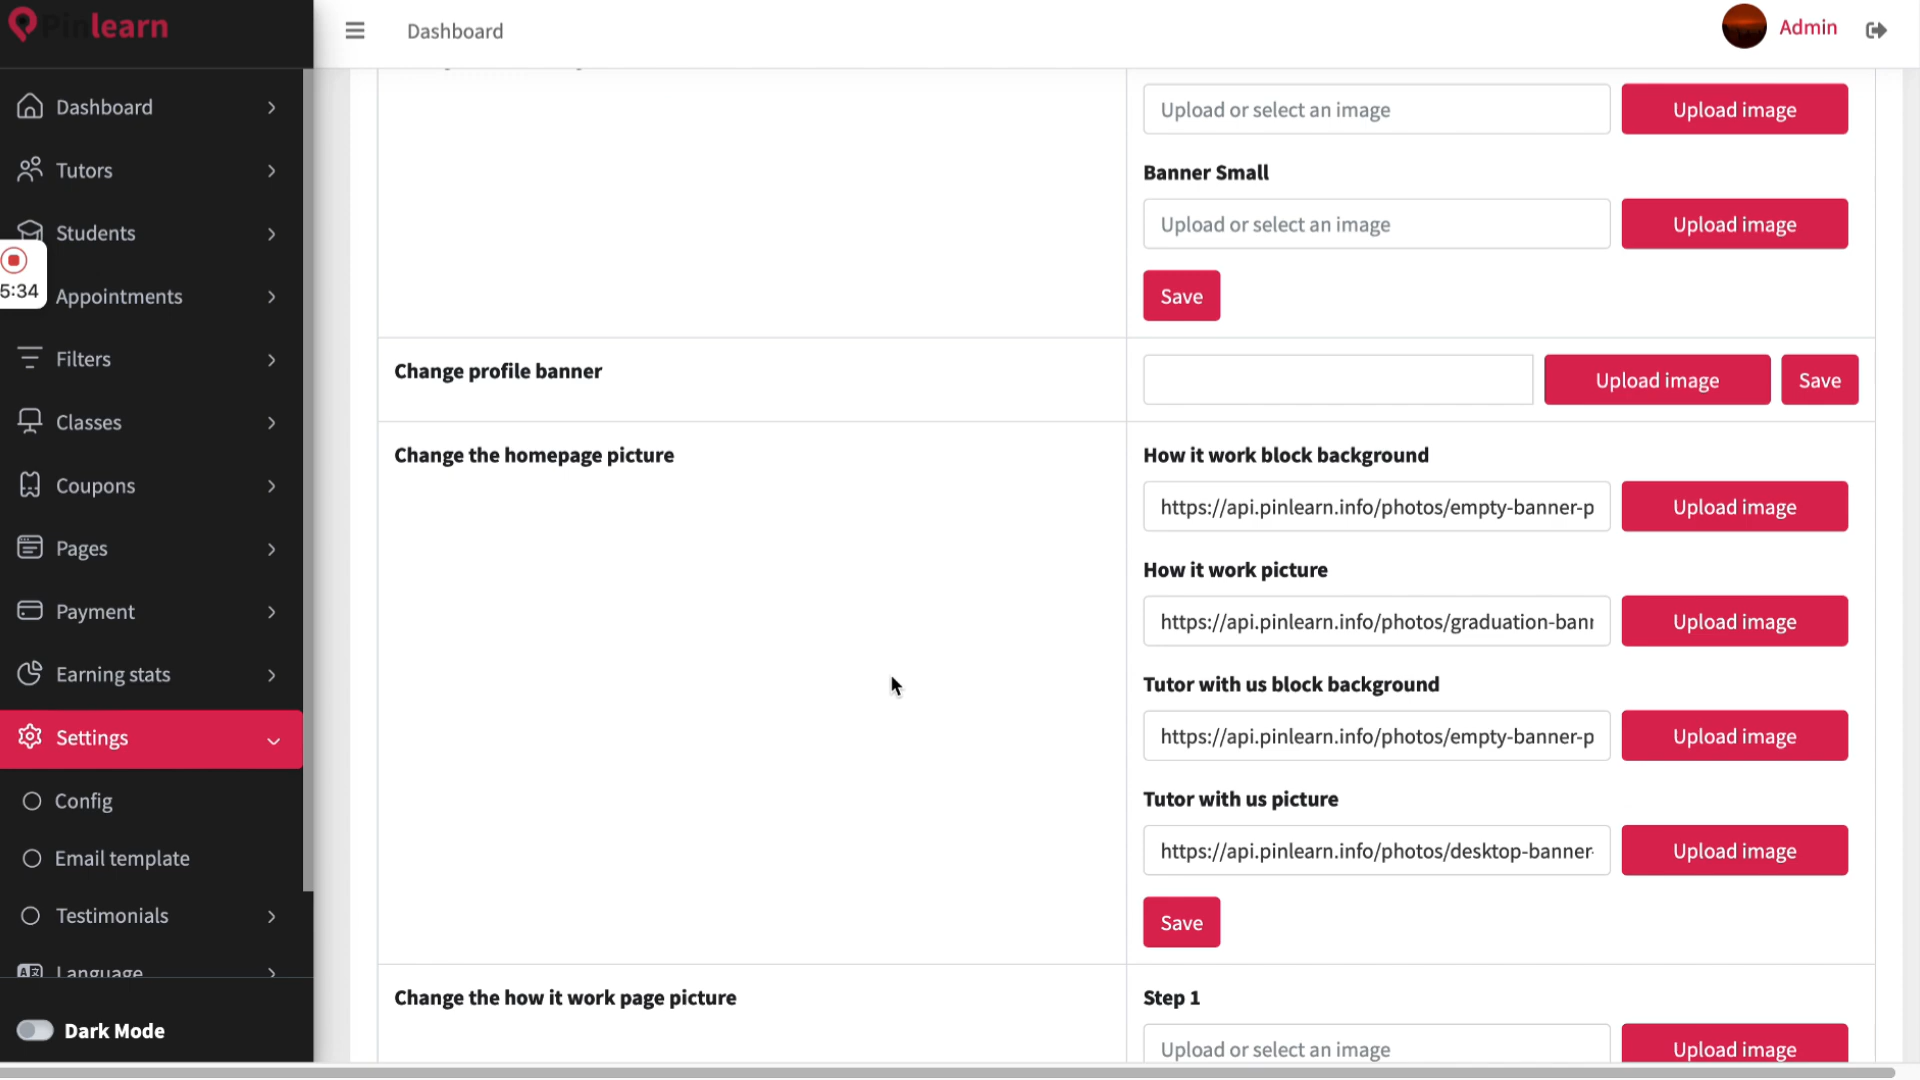 Pinlearn
Dashboard
Admin
Dashboard
Tutors
Students
5:34
Appointments
Filters
Classes
Coupons
Pages
Payment
Earning stats
Settings
Config
Email template
Testimonials
Language
Dark Mode
Upload or select an image
Upload image
Banner Small
Upload or select an image
Upload image
Save
Change profile banner
Upload image
Save
Change the homepage picture
How it work block background
https://api.pinlearn.info/photos/empty-banner-p
Upload image
How it work picture
https://api.pinlearn.info/photos/graduation-bann
Upload image
Tutor with us block background
https://api.pinlearn.info/photos/empty-banner-p
Upload image
Tutor with us picture
https://api.pinlearn.info/photos/desktop-banner-
Upload image
Save
Change the how it work page picture
Step 1
Upload or select an image
Upload image